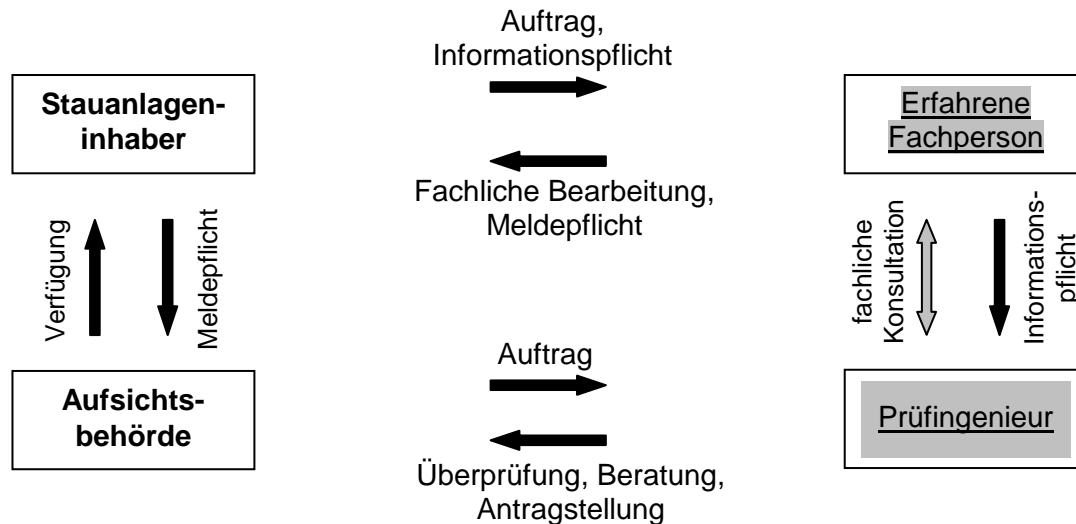 Auftrag,
Informationspflicht
Stauanlagen-
inhaber
Erfahrene
Fachperson
Fachliche Bearbeitung,
Meldepflicht
Verfügung
Meldepflicht
fachliche
Konsultation
Informations-
pflicht
Auftrag
Aufsichts-
behörde
Prüfingenieur
Überprüfung, Beratung,
Antragstellung